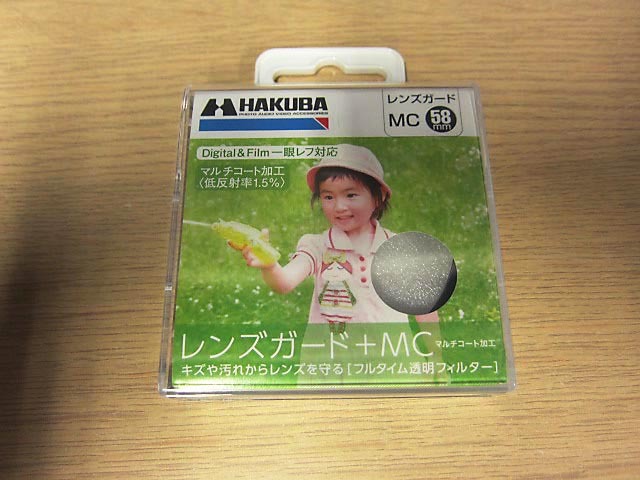 HAKUBA
PHOTO AUDIO VIDEO ACCESSORIES
レンズガード
MC 58mm
Digital & Film 一眼レフ対応
マルチコート加工
〈低反射率1.5%〉
レンズガード+MC マルチコート加工
キズや汚れからレンズを守る[フルタイム透明フィルター]